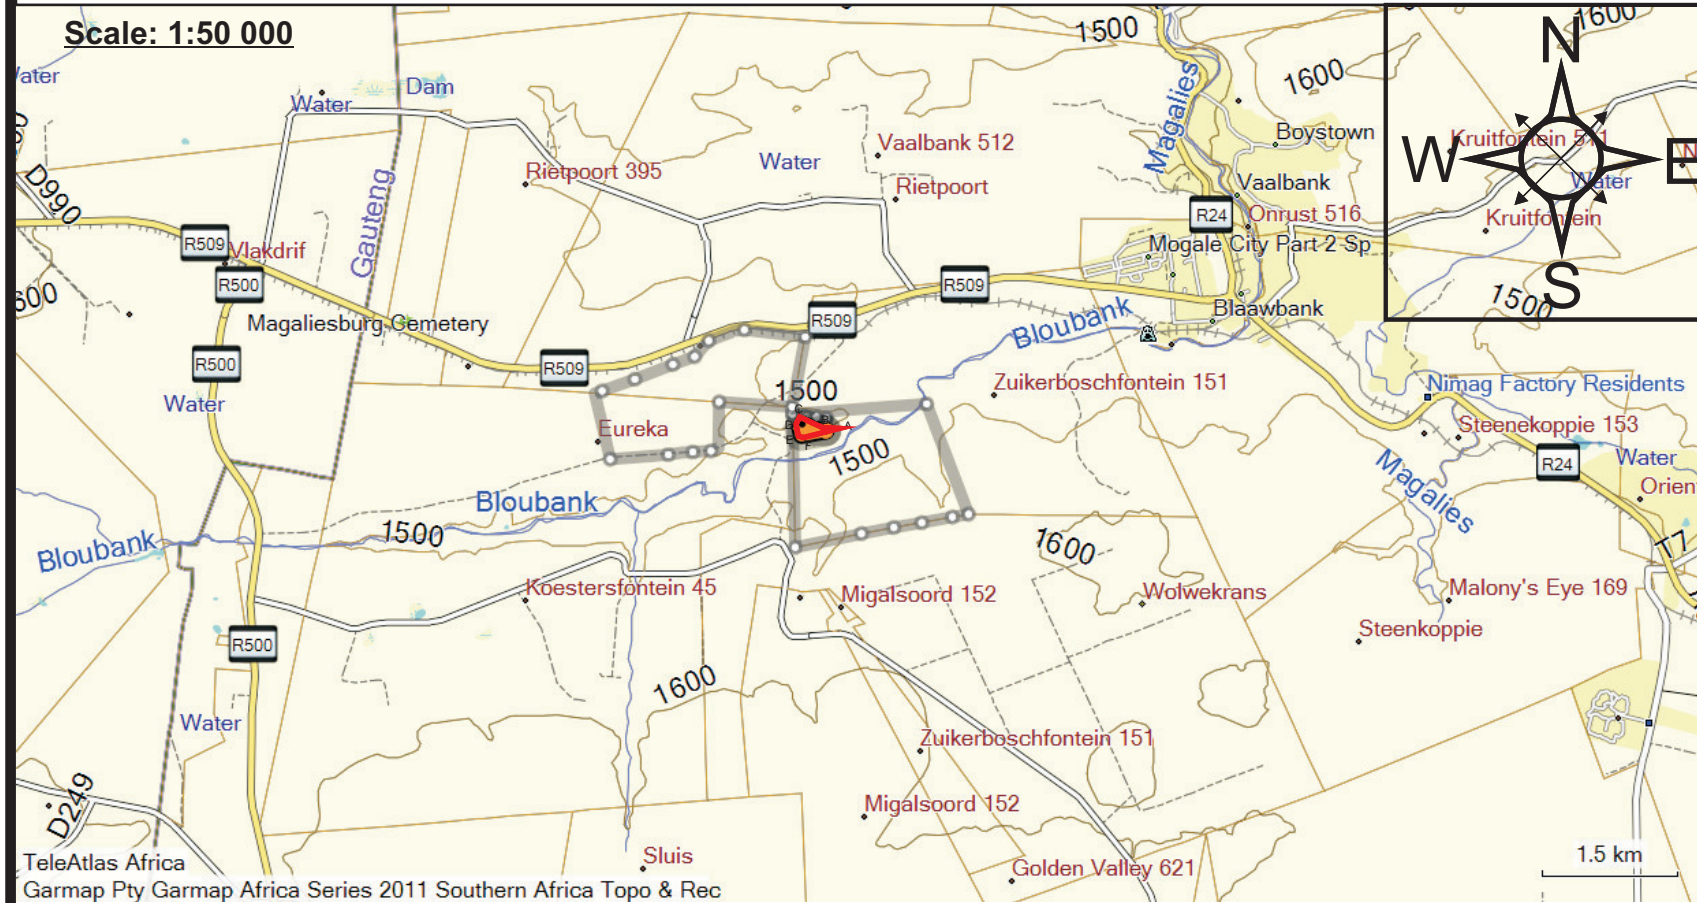 Scale: 1:50 000
1500
1600
1600
N
Water
Dam
Water
Magalies
Boystown
Kruitfontein 511
W
E
Vaalbank 512
Water
Rietpoort 395
Rietpoort
Vaalbank
Water
D990
Gauteng
R24
Onrust 516
Kruitfontein
R509
Vlakdrif
Mogale City Part 2 Sp
S
R500
R509
1500
600
Magaliesburg Cemetery
R509
Bloubank
Blaawbank
R500
R509
1500
Zuikerboschfontein 151
Nimag Factory Residents
Water
Eureka
Steenekoppie 153
1500
R24
Water
Magalies
Orient
Bloubank
1500
Bloubank
1600
T7
Koestersfontein 45
Migalsoord 152
Wolwekrans
Malony's Eye 169
R500
Steenkoppie
1600
Water
Zuikerboschfontein 151
D249
Migalsoord 152
Sluis
Golden Valley 621
1.5 km
TeleAtlas Africa
Garmap Pty Garmap Africa Series 2011 Southern Africa Topo & Rec